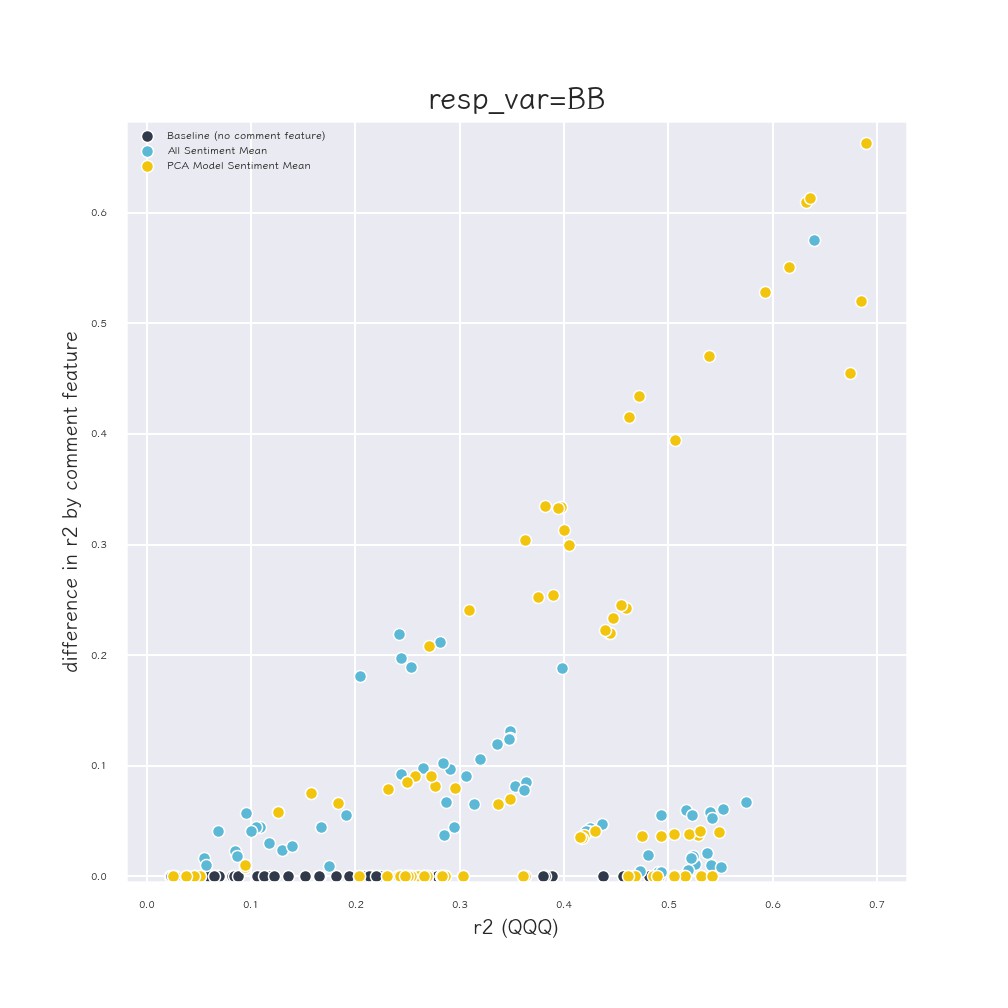 resp_var=BB
Baseline (no comment feature)
All Sentiment Mean
PCA Model Sentiment Mean
difference in r2 by comment feature
0.6
0.5
0.4
0.3
0.2
0.1
0.0
0.0 0.1 0.2 0.3 0.4 0.5 0.6 0.7
r2 (QQQ)